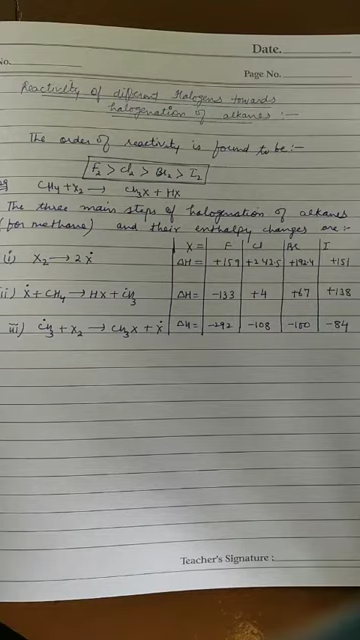 Date.
No.
Page No.
Reactivity of different Halogens towards
halogenation of alkanes :-
The order of reactivity is found to be:-
F₂ > Cl₂ > Br₂ > I₂
CH₄ + X₂ → CH₃X + HX
The three main steps of halogenation of alkanes
(for methane) and their enthalpy changes are :-
X = F Cl Br I
(i) X₂ → 2Ẋ ΔH = +159 +242.5 +192.4 +151
ii) Ẋ + CH₄ → HX + ĊH₃ ΔH = -133 +4 +67 +138
iii) ĊH₃ + X₂ → CH₃X + Ẋ ΔH = -292 -108 -100 -84
Teacher's Signature :